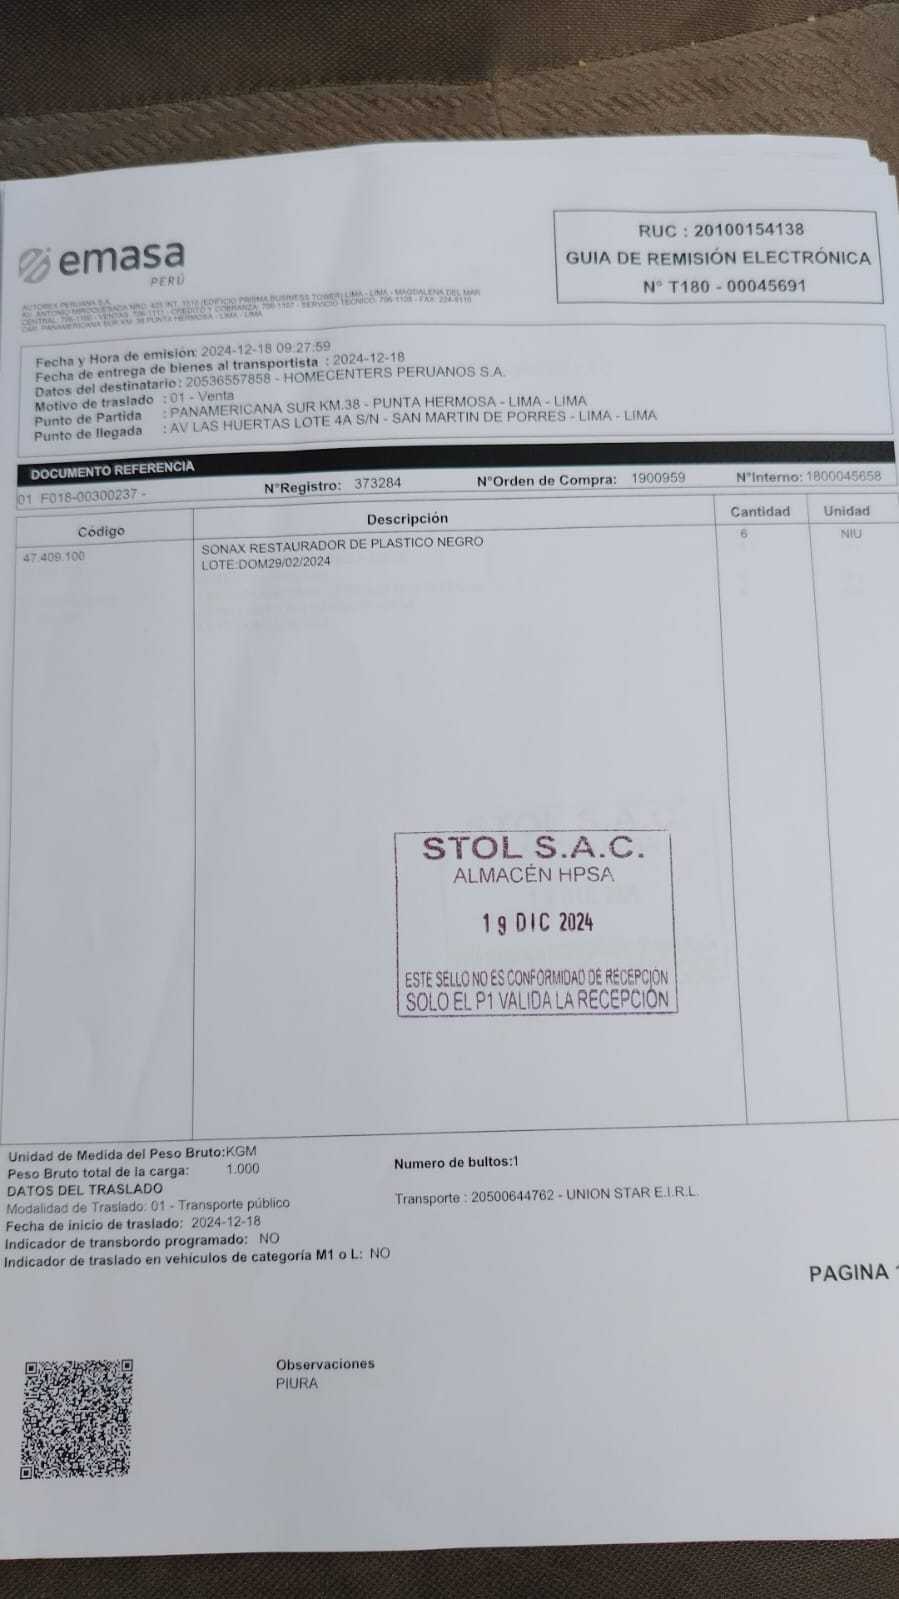 emasa
PERÚ
RUC : 20100154138
GUIA DE REMISIÓN ELECTRÓNICA
N° T180 - 00045691
AUTOREX PERUANA S.A.
Fecha y Hora de emisión: 2024-12-18 09:27:59
Fecha de entrega de bienes al transportista : 2024-12-18
Datos del destinatario : 20536557858 - HOMECENTERS PERUANOS S.A.
Motivo de traslado : 01 - Venta
Punto de Partida : PANAMERICANA SUR KM.38 - PUNTA HERMOSA - LIMA - LIMA
Punto de llegada : AV LAS HUERTAS LOTE 4A S/N - SAN MARTIN DE PORRES - LIMA - LIMA
DOCUMENTO REFERENCIA
01 F018-00300237 - N°Registro: 373284 N°Orden de Compra: 1900959 N°Interno: 1800045658
Código Descripción Cantidad Unidad
47.409.100 SONAX RESTAURADOR DE PLASTICO NEGRO 6 NIU
LOTE:DOM29/02/2024
STOL S.A.C.
ALMACÉN HPSA
19 DIC 2024
ESTE SELLO NO ES CONFORMIDAD DE RECEPCIÓN
SOLO EL P1 VALIDA LA RECEPCIÓN
Unidad de Medida del Peso Bruto:KGM
Peso Bruto total de la carga: 1.000 Numero de bultos:1
DATOS DEL TRASLADO
Modalidad de Traslado: 01 - Transporte público Transporte : 20500644762 - UNION STAR E.I.R.L.
Fecha de inicio de traslado: 2024-12-18
Indicador de transbordo programado: NO
Indicador de traslado en vehículos de categoría M1 o L: NO
PAGINA 1
Observaciones
PIURA